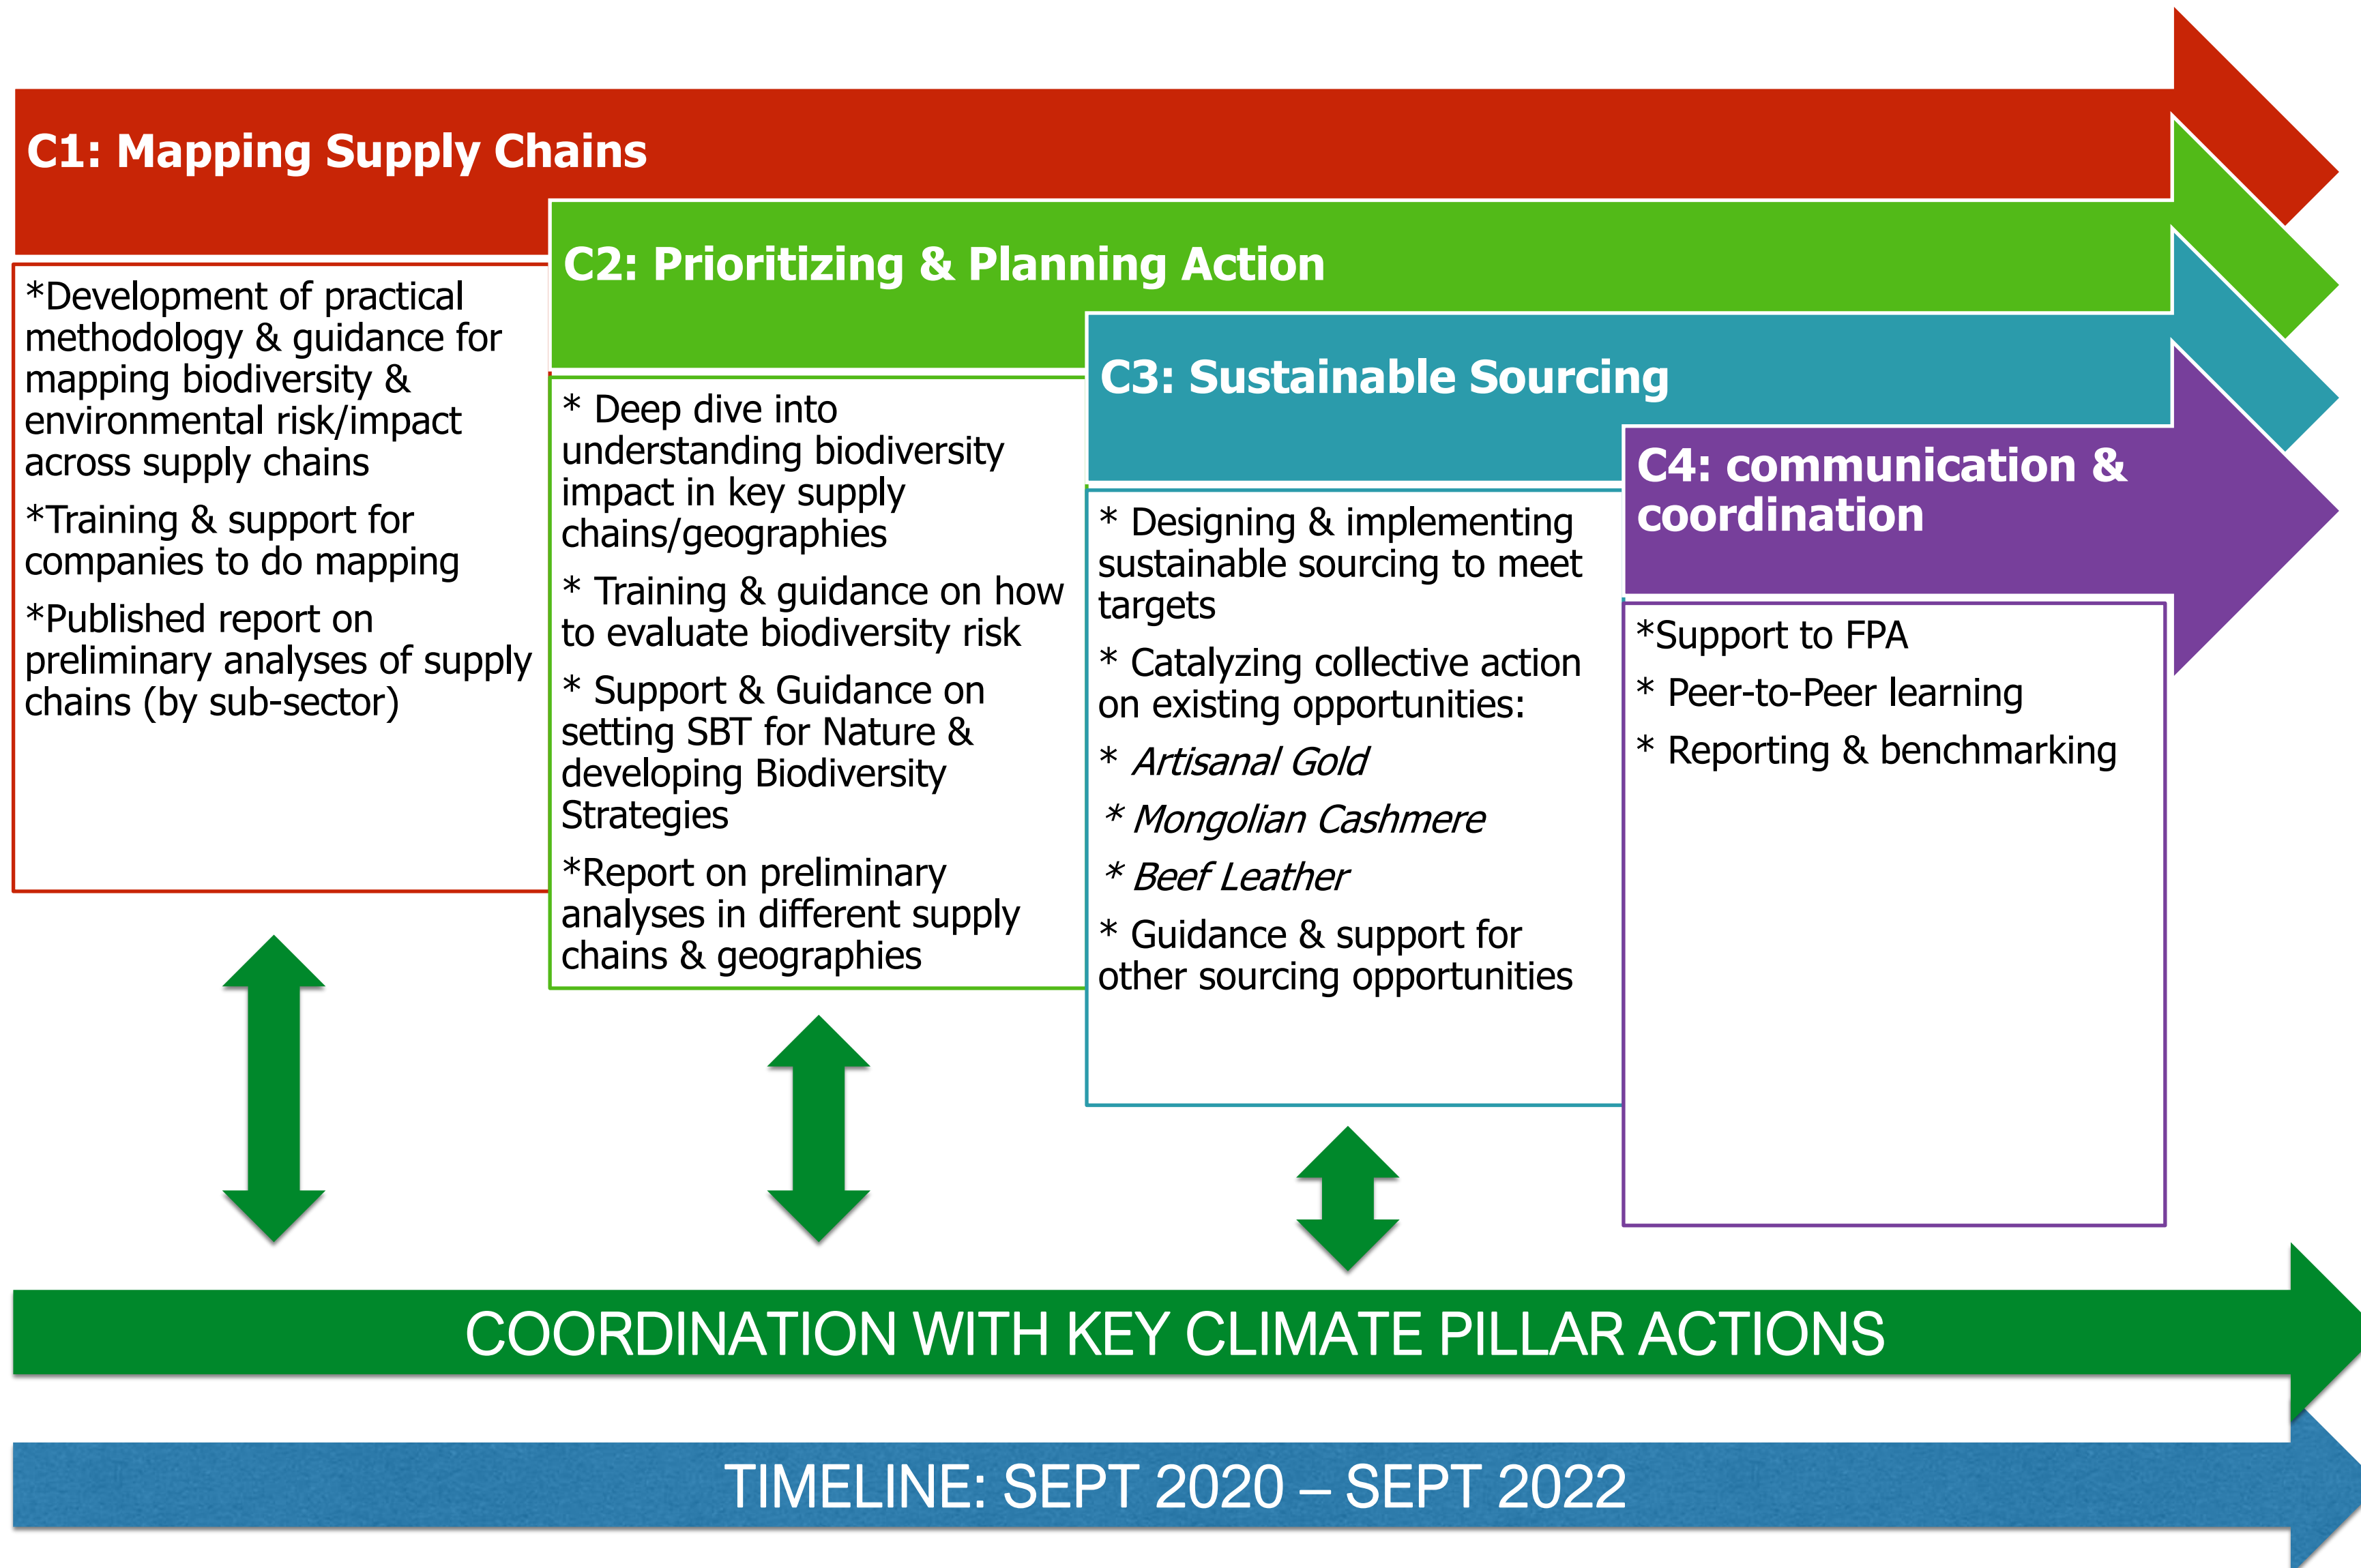 C1: Mapping Supply Chains
*Development of practical
methodology & guidance for
mapping biodiversity &
environmental risk/impact
across supply chains
*Training & support for
companies to do mapping
*Published report on
preliminary analyses of supply
chains (by sub-sector)
C2: Prioritizing & Planning Action
* Deep dive into
understanding biodiversity
impact in key supply
chains/geographies
* Training & guidance on how
to evaluate biodiversity risk
* Support & Guidance on
setting SBT for Nature &
developing Biodiversity
Strategies
*Report on preliminary
analyses in different supply
chains & geographies
C3: Sustainable Sourcing
* Designing & implementing
sustainable sourcing to meet
targets
* Catalyzing collective action
on existing opportunities:
* Artisanal Gold
* Mongolian Cashmere
* Beef Leather
* Guidance & support for
other sourcing opportunities
C4: communication &
coordination
*Support to FPA
* Peer-to-Peer learning
* Reporting & benchmarking
COORDINATION WITH KEY CLIMATE PILLAR ACTIONS
TIMELINE: SEPT 2020 – SEPT 2022